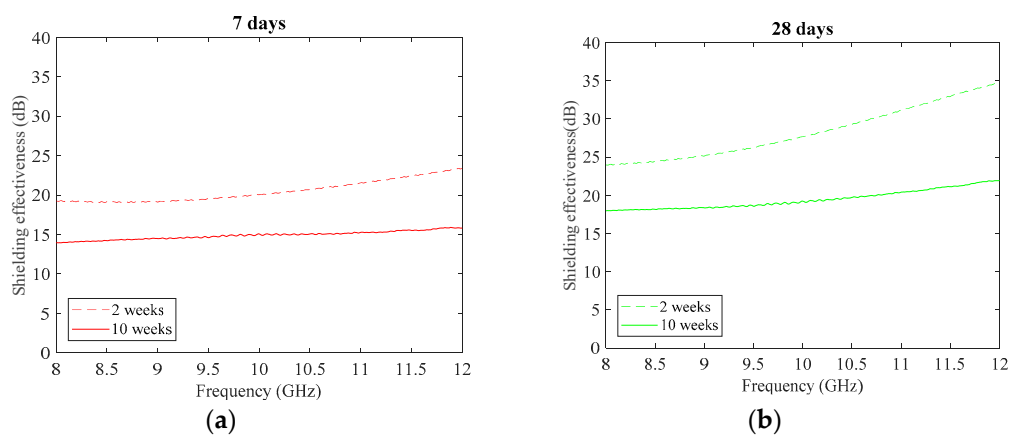 7 days
40
35
30
25
20
15
10
5
0
Shielding effectiveness (dB)
2 weeks
10 weeks
8 8.5 9 9.5 10 10.5 11 11.5 12
Frequency (GHz)
(a)
28 days
40
35
30
25
20
15
10
5
0
Shielding effectiveness(dB)
2 weeks
10 weeks
8 8.5 9 9.5 10 10.5 11 11.5 12
Frequency (GHz)
(b)